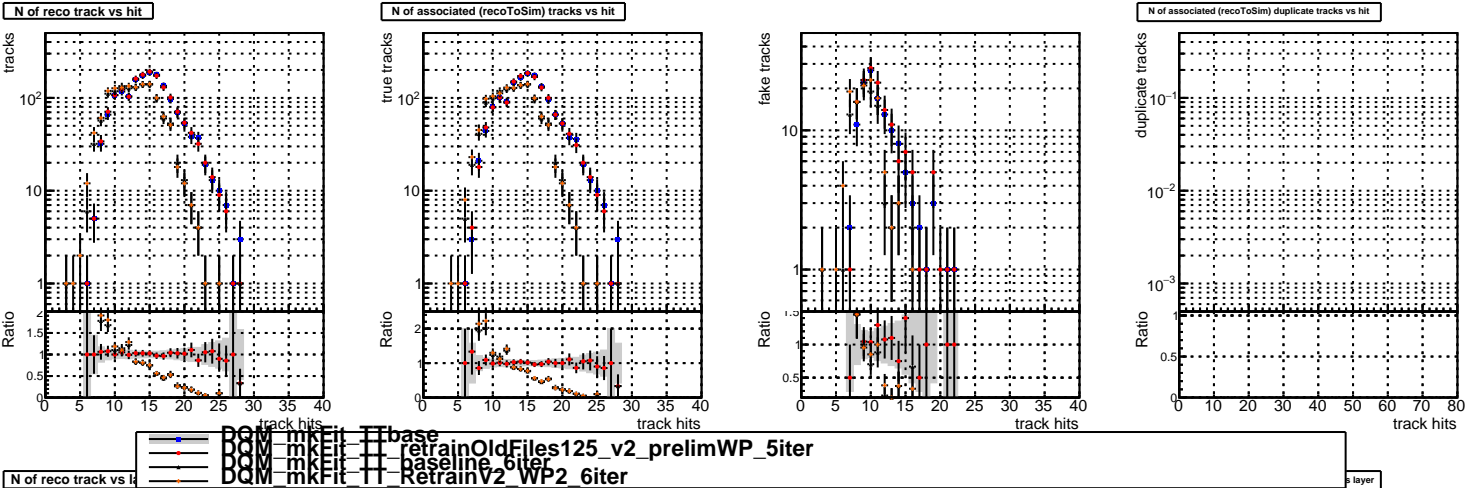 N of reco track vs hit
N of associated (recoToSim) tracks vs hit
N of associated (recoToSim) duplicate tracks vs hit
tracks
10²
10
1
Ratio
2
1.5
1
0.5
0
0 5 10 15 20 25 30 35 40
track hits
true tracks
10²
10
1
Ratio
2
1
0
0 5 10 15 20 25 30 35 40
track hits
fake tracks
10
1
Ratio
1.5
1
0.5
0 5 10 15 20 25 30 35 40
track hits
duplicate tracks
10⁻¹
10⁻²
10⁻³
Ratio
1
0.5
0
0 10 20 30 40 50 60 70 80
track hits
DQM_mkFit_TTbase
DQM_mkFit_TT_retrainOldFiles125_v2_prelimWP_5iter
DQM_mkFit_TT_baseline_6iter
DQM_mkFit_TT_RetrainV2_WP2_6iter
N of reco track vs la
s layer